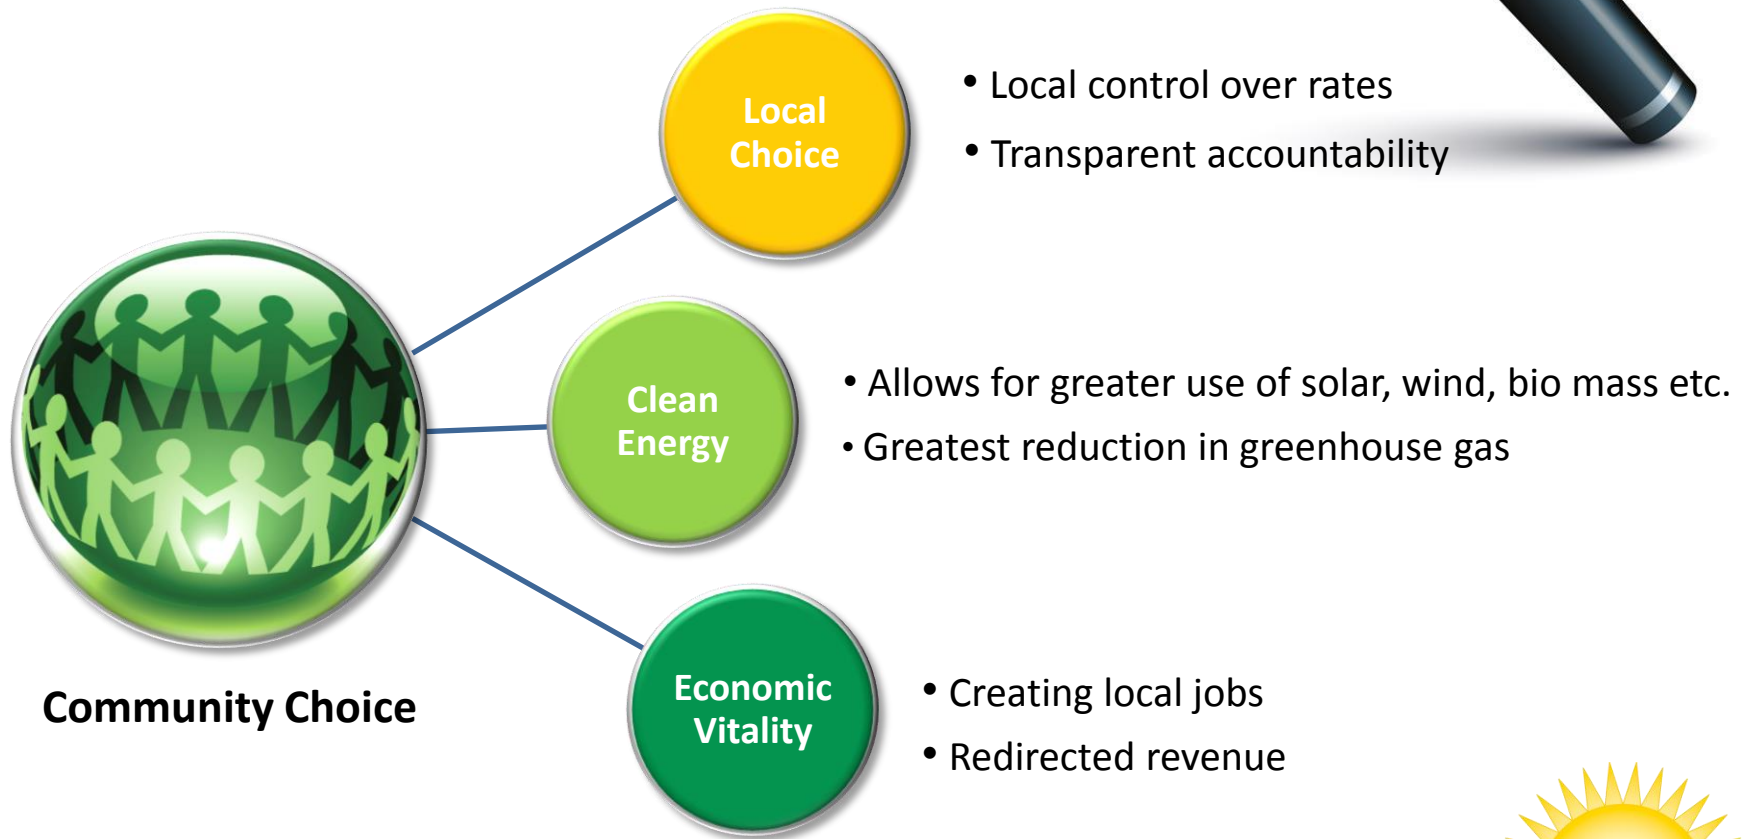 Local
Choice
• Local control over rates
• Transparent accountability
Clean
Energy
• Allows for greater use of solar, wind, bio mass etc.
• Greatest reduction in greenhouse gas
Community Choice
Economic
Vitality
• Creating local jobs
• Redirected revenue